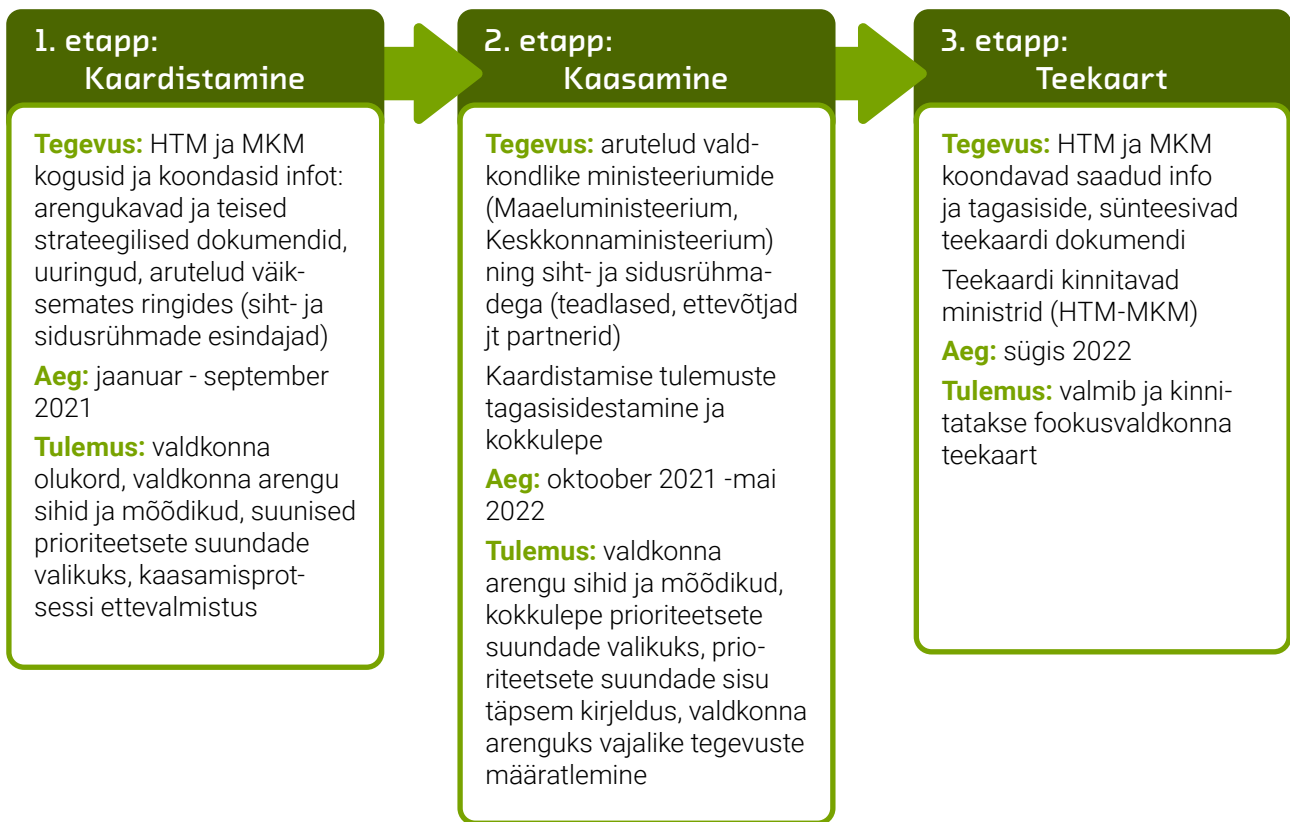 1. etapp:
Kaardistamine
Tegevus: HTM ja MKM
kogusid ja koondasid infot:
arengukavad ja teised
strateegilised dokumendid,
uuringud, arutelud väik-
semates ringides (siht- ja
sidusrühmade esindajad)
Aeg: jaanuar - september
2021
Tulemus: valdkonna
olukord, valdkonna arengu
sihid ja mõõdikud, suunised
prioriteetsete suundade
valikuks, kaasamisprot-
sessi ettevalmistus
2. etapp:
Kaasamine
Tegevus: arutelud vald-
kondlike ministeeriumide
(Maaeluministeerium,
Keskkonnaministeerium)
ning siht- ja sidusrühma-
dega (teadlased, ettevõtjad
jt partnerid)
Kaardistamise tulemuste
tagasisidestamine ja
kokkulepe
Aeg: oktoober 2021 -mai
2022
Tulemus: valdkonna
arengu sihid ja mõõdikud,
kokkulepe prioriteetsete
suundade valikuks, prio-
riteetsete suundade sisu
täpsem kirjeldus, valdkonna
arenguks vajalike tegevuste
määratlemine
3. etapp:
Teekaart
Tegevus: HTM ja MKM
koondavad saadud info
ja tagasiside, sünteesivad
teekaardi dokumendi
Teekaardi kinnitavad
ministrid (HTM-MKM)
Aeg: sügis 2022
Tulemus: valmib ja kinni-
tatakse fookusvaldkonna
teekaart